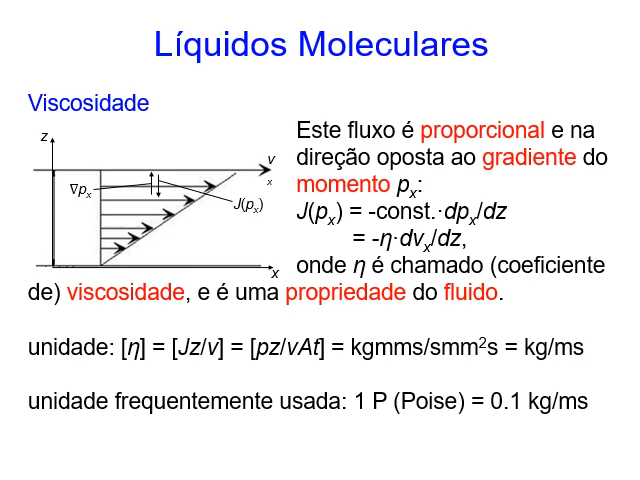 Líquidos Moleculares
Viscosidade
z
v
x
∇px
J(px)
x
Este fluxo é proporcional e na
direção oposta ao gradiente do
momento px:
J(px) = -const.·dpx/dz
= -η·dvx/dz,
onde η é chamado (coeficiente
de) viscosidade, e é uma propriedade do fluido.
unidade: [η] = [Jz/v] = [pz/vAt] = kgmms/smm²s = kg/ms
unidade frequentemente usada: 1 P (Poise) = 0.1 kg/ms